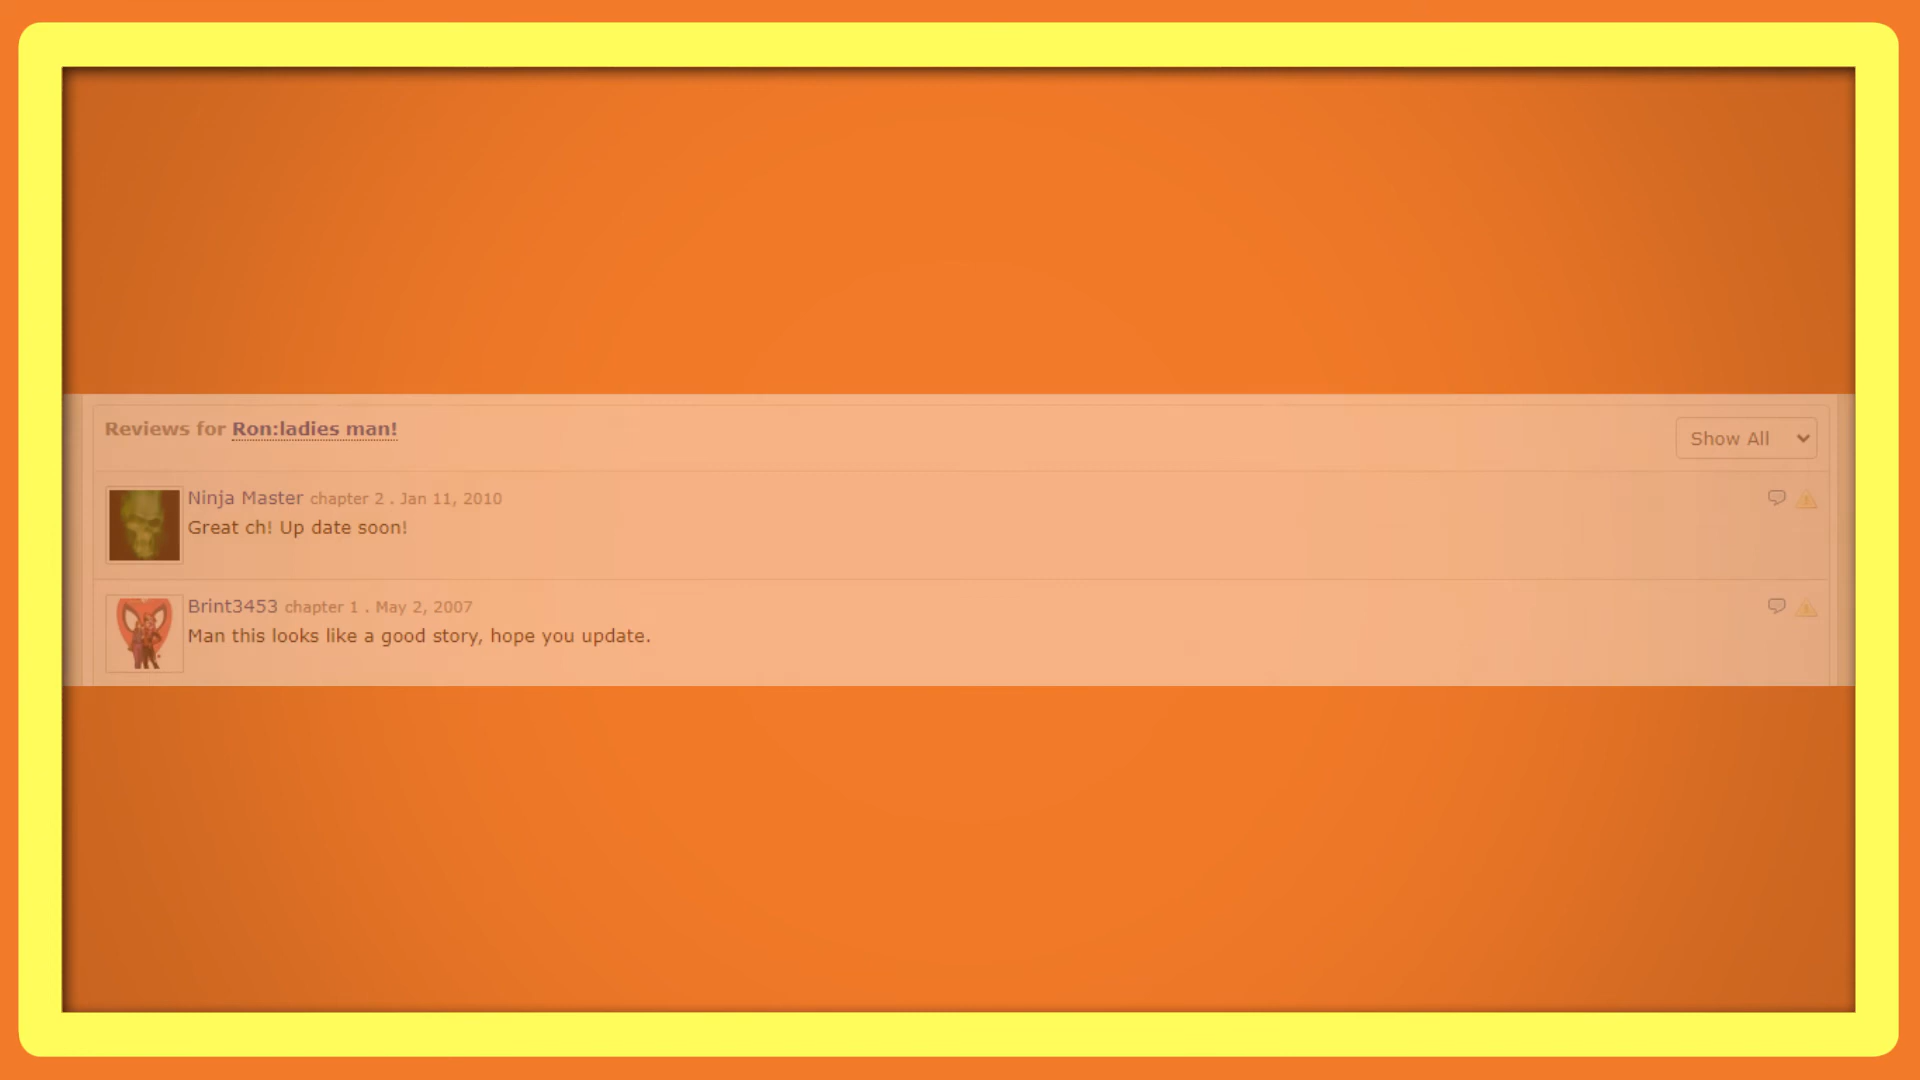 Reviews for Ron:ladies man!
Show All
Ninja Master chapter 2 . Jan 11, 2010
Great ch! Up date soon!
Brint3453 chapter 1 . May 2, 2007
Man this looks like a good story, hope you update.